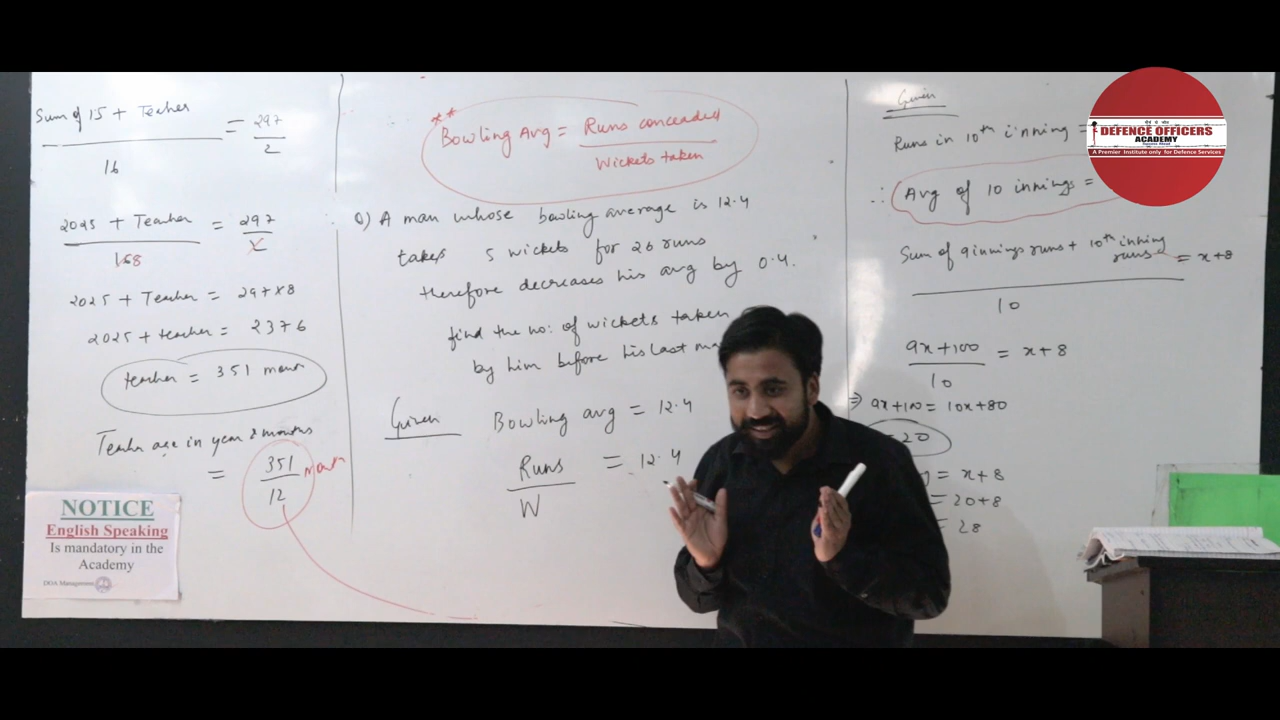 Sum of 15 + Teacher
= 297
16
2
2025 + Teacher = 297
168
2
2025 + Teacher = 297 x 8
2025 + teacher = 2376
teacher = 351 month
Teacher age in year & months
= 351 month
12
NOTICE
English Speaking
Is mandatory in the
Academy
DOA Management
**
Bowling Avg = Runs conceaded
Wickets taken
Q) A man whose bowling average is 12.4
takes 5 wickets for 26 runs
therefore decreases his avg by 0.4.
find the no: of wickets taken
by him before his last
Given Bowling avg = 12.4
Runs = 12.4
W
Given
Runs in 10th inning =
∴ Avg of 10 innings =
Sum of 9 innings runs + 10th inning
runs = x+8
10
9x+100 = x+8
10
⇒ 9x+100 = 10x+80
20
= x+8
= 20+8
= 28
DEFENCE OFFICERS
ACADEMY
A Premier Institute only for Defence Services